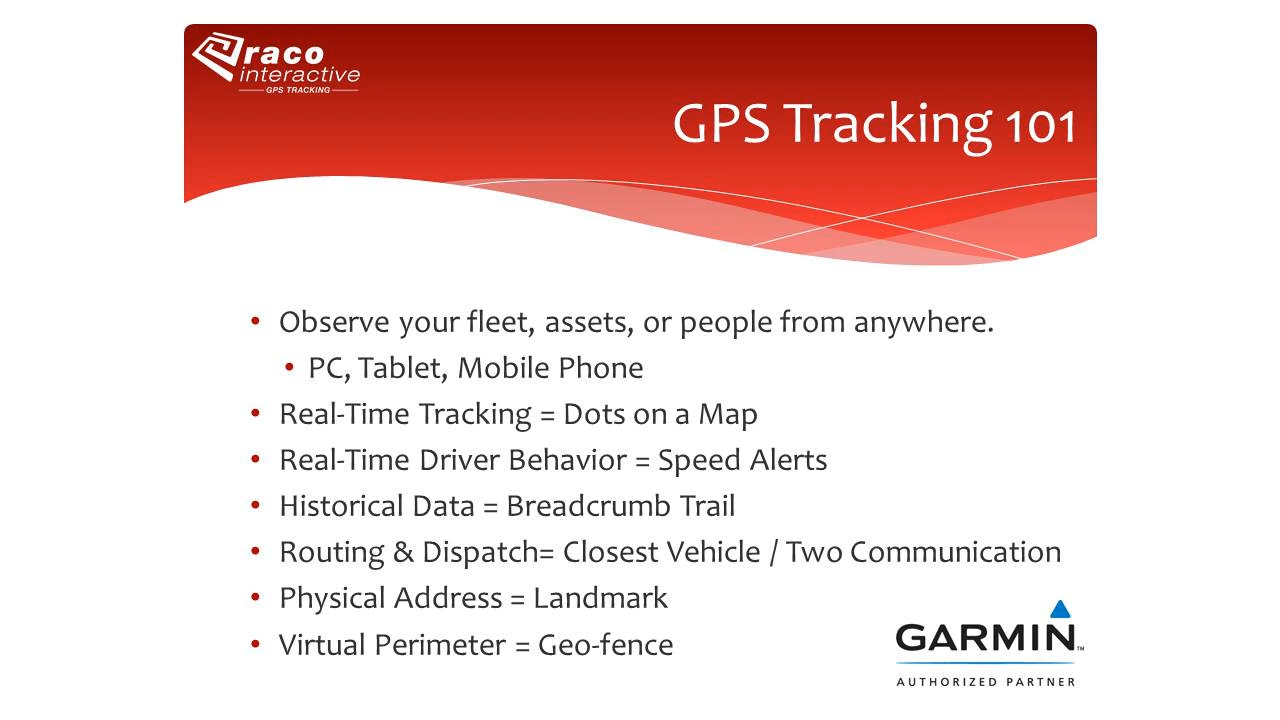 raco
interactive
GPS TRACKING
GPS Tracking 101
• Observe your fleet, assets, or people from anywhere.
• PC, Tablet, Mobile Phone
• Real-Time Tracking = Dots on a Map
• Real-Time Driver Behavior = Speed Alerts
• Historical Data = Breadcrumb Trail
• Routing & Dispatch= Closest Vehicle / Two Communication
• Physical Address = Landmark
• Virtual Perimeter = Geo-fence
GARMIN™
AUTHORIZED PARTNER